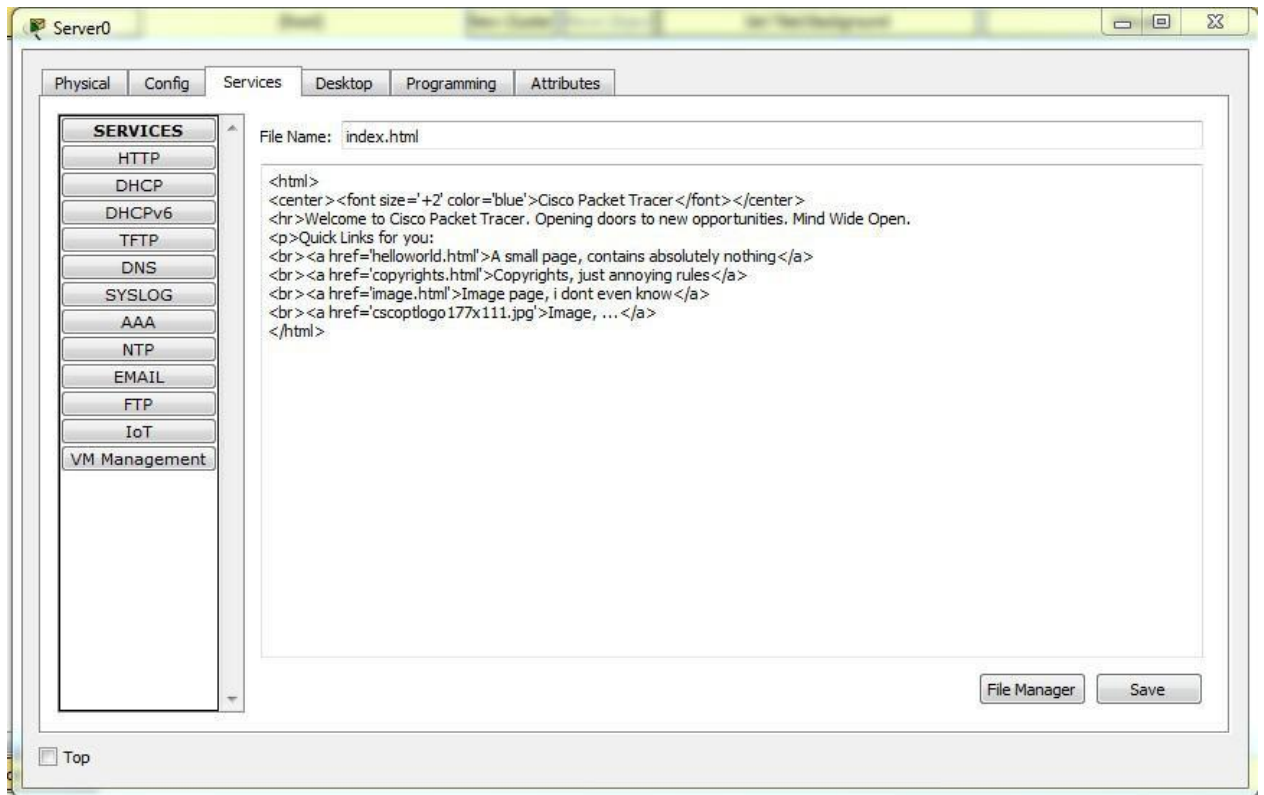 Server0
Physical Config Services Desktop Programming Attributes
SERVICES
HTTP
DHCP
DHCPv6
TFTP
DNS
SYSLOG
AAA
NTP
EMAIL
FTP
IoT
VM Management
File Name: index.html
<html>
<center><font size='+2' color='blue'>Cisco Packet Tracer</font></center>
<hr>Welcome to Cisco Packet Tracer. Opening doors to new opportunities. Mind Wide Open.
<p>Quick Links for you:
<br><a href='helloworld.html'>A small page, contains absolutely nothing</a>
<br><a href='copyrights.html'>Copyrights, just annoying rules</a>
<br><a href='image.html'>Image page, i dont even know</a>
<br><a href='cscoptlogo177x111.jpg'>Image, ...</a>
</html>
File Manager Save
Top